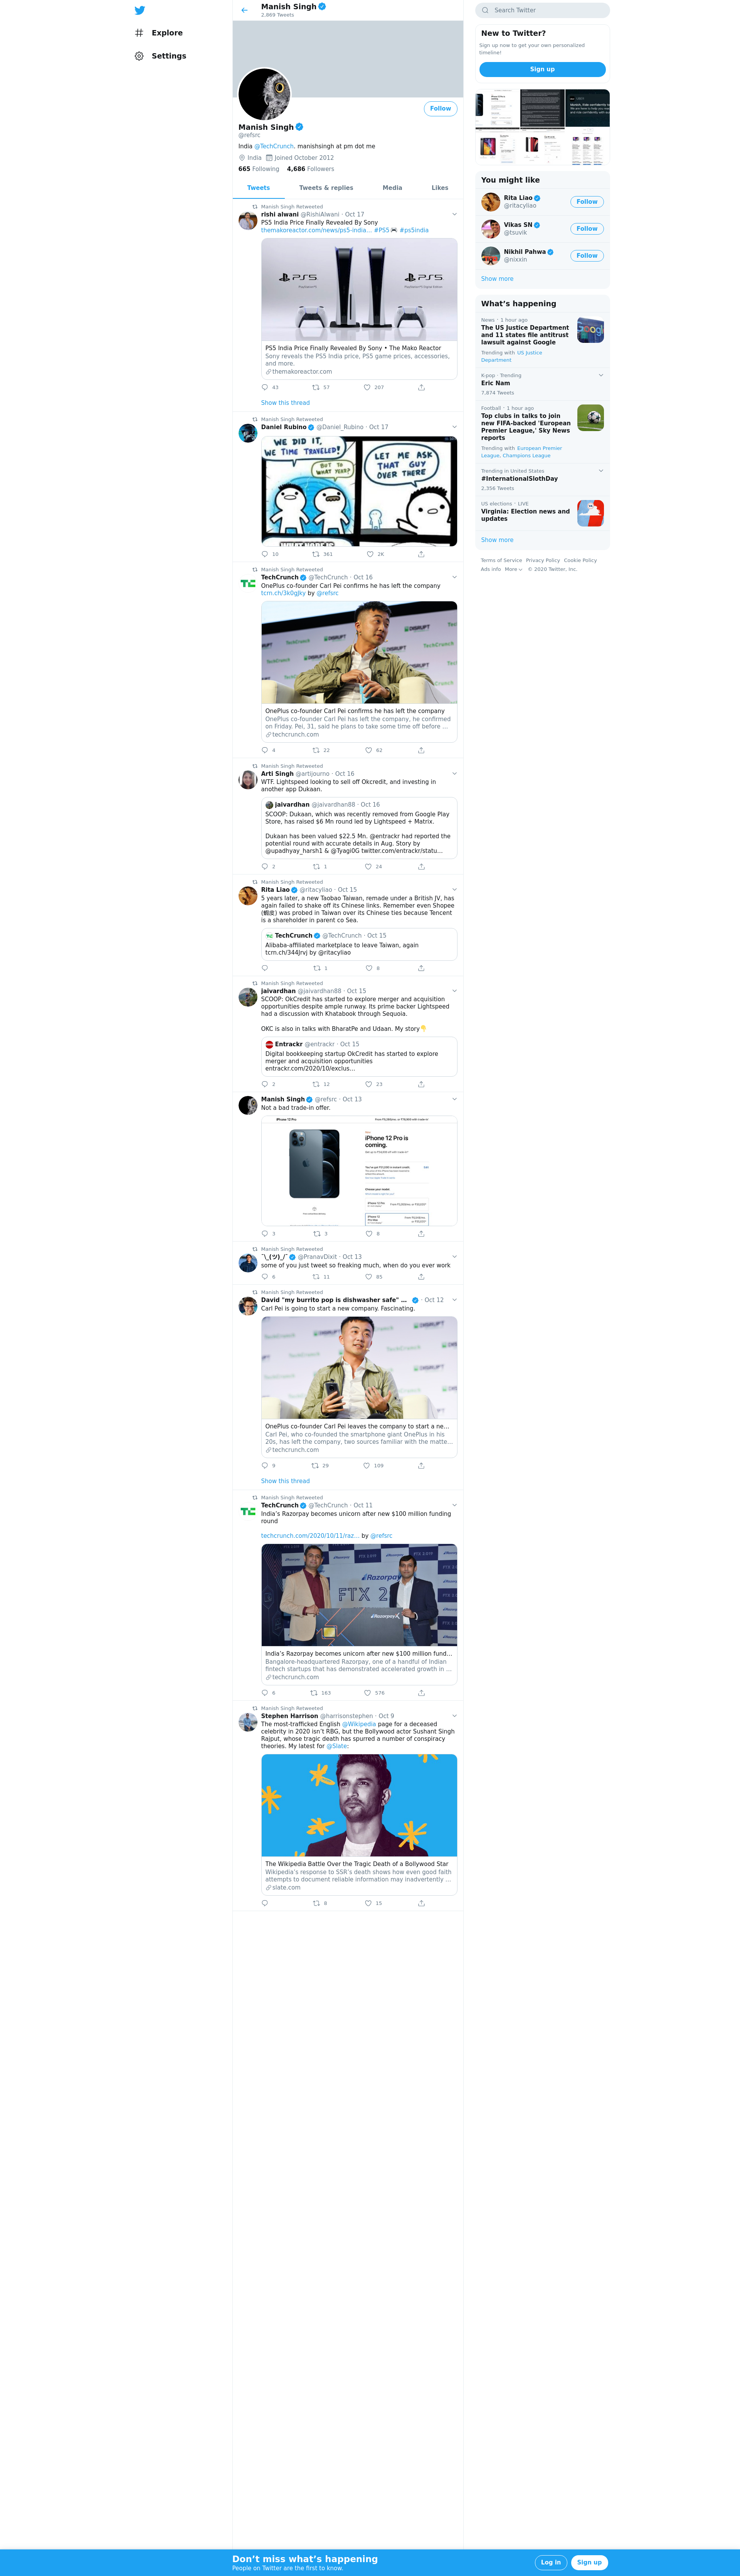 Explore
Settings
Manish Singh
2,869 Tweets
Follow
Manish Singh
@refsrc
India @TechCrunch. manishsingh at pm dot me
India Joined October 2012
665 Following 4,686 Followers
Tweets Tweets & replies Media Likes
Manish Singh Retweeted
rishi alwani @RishiAlwani · Oct 17
PS5 India Price Finally Revealed By Sony
themakoreactor.com/news/ps5-india… #PS5 🎮 #ps5india
PS5 PS5
PS5 India Price Finally Revealed By Sony • The Mako Reactor
Sony reveals the PS5 India price, PS5 game prices, accessories,
and more.
themakoreactor.com
43 57 207
Show this thread
Manish Singh Retweeted
Daniel Rubino @Daniel_Rubino · Oct 17
WE DID IT,
WE TIME TRAVELED!
BUT TO
WHAT YEAR?
LET ME ASK
THAT GUY
OVER THERE
10 361 2K
Manish Singh Retweeted
TechCrunch @TechCrunch · Oct 16
OnePlus co-founder Carl Pei confirms he has left the company
tcrn.ch/3k0gJky by @refsrc
DISRUPT
OnePlus co-founder Carl Pei confirms he has left the company
OnePlus co-founder Carl Pei has left the company, he confirmed
on Friday. Pei, 31, said he plans to take some time off before …
techcrunch.com
4 22 62
Manish Singh Retweeted
Arti Singh @artijourno · Oct 16
WTF. Lightspeed looking to sell off Okcredit, and investing in
another app Dukaan.
jaivardhan @jaivardhan88 · Oct 16
SCOOP: Dukaan, which was recently removed from Google Play
Store, has raised $6 Mn round led by Lightspeed + Matrix.
Dukaan has been valued $22.5 Mn. @entrackr had reported the
potential round with accurate details in Aug. Story by
@upadhyay_harsh1 & @Tyagi0G twitter.com/entrackr/statu…
2 1 24
Manish Singh Retweeted
Rita Liao @ritacyliao · Oct 15
5 years later, a new Taobao Taiwan, remade under a British JV, has
again failed to shake off its Chinese links. Remember even Shopee
(蝦皮) was probed in Taiwan over its Chinese ties because Tencent
is a shareholder in parent co Sea.
TechCrunch @TechCrunch · Oct 15
Alibaba-affiliated marketplace to leave Taiwan, again
tcrn.ch/344Jrvj by @ritacyliao
1 8
Manish Singh Retweeted
jaivardhan @jaivardhan88 · Oct 15
SCOOP: OkCredit has started to explore merger and acquisition
opportunities despite ample runway. Its prime backer Lightspeed
had a discussion with Khatabook through Sequoia.
OKC is also in talks with BharatPe and Udaan. My story👇
Entrackr @entrackr · Oct 15
Digital bookkeeping startup OkCredit has started to explore
merger and acquisition opportunities
entrackr.com/2020/10/exclus…
2 12 23
Manish Singh @refsrc · Oct 13
Not a bad trade-in offer.
iPhone 12 Pro
iPhone 12 Pro is
coming.
3 3 8
Manish Singh Retweeted
¯\_(ツ)_/¯ @PranavDixit · Oct 13
some of you just tweet so freaking much, when do you ever work
6 11 85
Manish Singh Retweeted
David "my burrito pop is dishwasher safe" … · Oct 12
Carl Pei is going to start a new company. Fascinating.
DISRUPT
OnePlus co-founder Carl Pei leaves the company to start a ne…
Carl Pei, who co-founded the smartphone giant OnePlus in his
20s, has left the company, two sources familiar with the matte…
techcrunch.com
9 29 109
Show this thread
Manish Singh Retweeted
TechCrunch @TechCrunch · Oct 11
India’s Razorpay becomes unicorn after new $100 million funding
round
techcrunch.com/2020/10/11/raz… by @refsrc
Razorpay
FTX 2
RazorpayX
India’s Razorpay becomes unicorn after new $100 million fund…
Bangalore-headquartered Razorpay, one of a handful of Indian
fintech startups that has demonstrated accelerated growth in …
techcrunch.com
6 163 576
Manish Singh Retweeted
Stephen Harrison @harrisonstephen · Oct 9
The most-trafficked English @Wikipedia page for a deceased
celebrity in 2020 isn’t RBG, but the Bollywood actor Sushant Singh
Rajput, whose tragic death has spurred a number of conspiracy
theories. My latest for @Slate:
The Wikipedia Battle Over the Tragic Death of a Bollywood Star
Wikipedia’s response to SSR’s death shows how even good faith
attempts to document reliable information may inadvertently …
slate.com
8 15
Search Twitter
New to Twitter?
Sign up now to get your own personalized
timeline!
Sign up
You might like
Rita Liao
@ritacyliao
Follow
Vikas SN
@tsuvik
Follow
Nikhil Pahwa
@nixxin
Follow
Show more
What’s happening
News · 1 hour ago
The US Justice Department
and 11 states file antitrust
lawsuit against Google
Trending with US Justice
Department
K-pop · Trending
Eric Nam
7,874 Tweets
Football · 1 hour ago
Top clubs in talks to join
new FIFA-backed 'European
Premier League,' Sky News
reports
Trending with European Premier
League, Champions League
Trending in United States
#InternationalSlothDay
2,356 Tweets
US elections · LIVE
Virginia: Election news and
updates
Show more
Terms of Service Privacy Policy Cookie Policy
Ads info More © 2020 Twitter, Inc.
Don’t miss what’s happening
People on Twitter are the first to know.
Log in Sign up